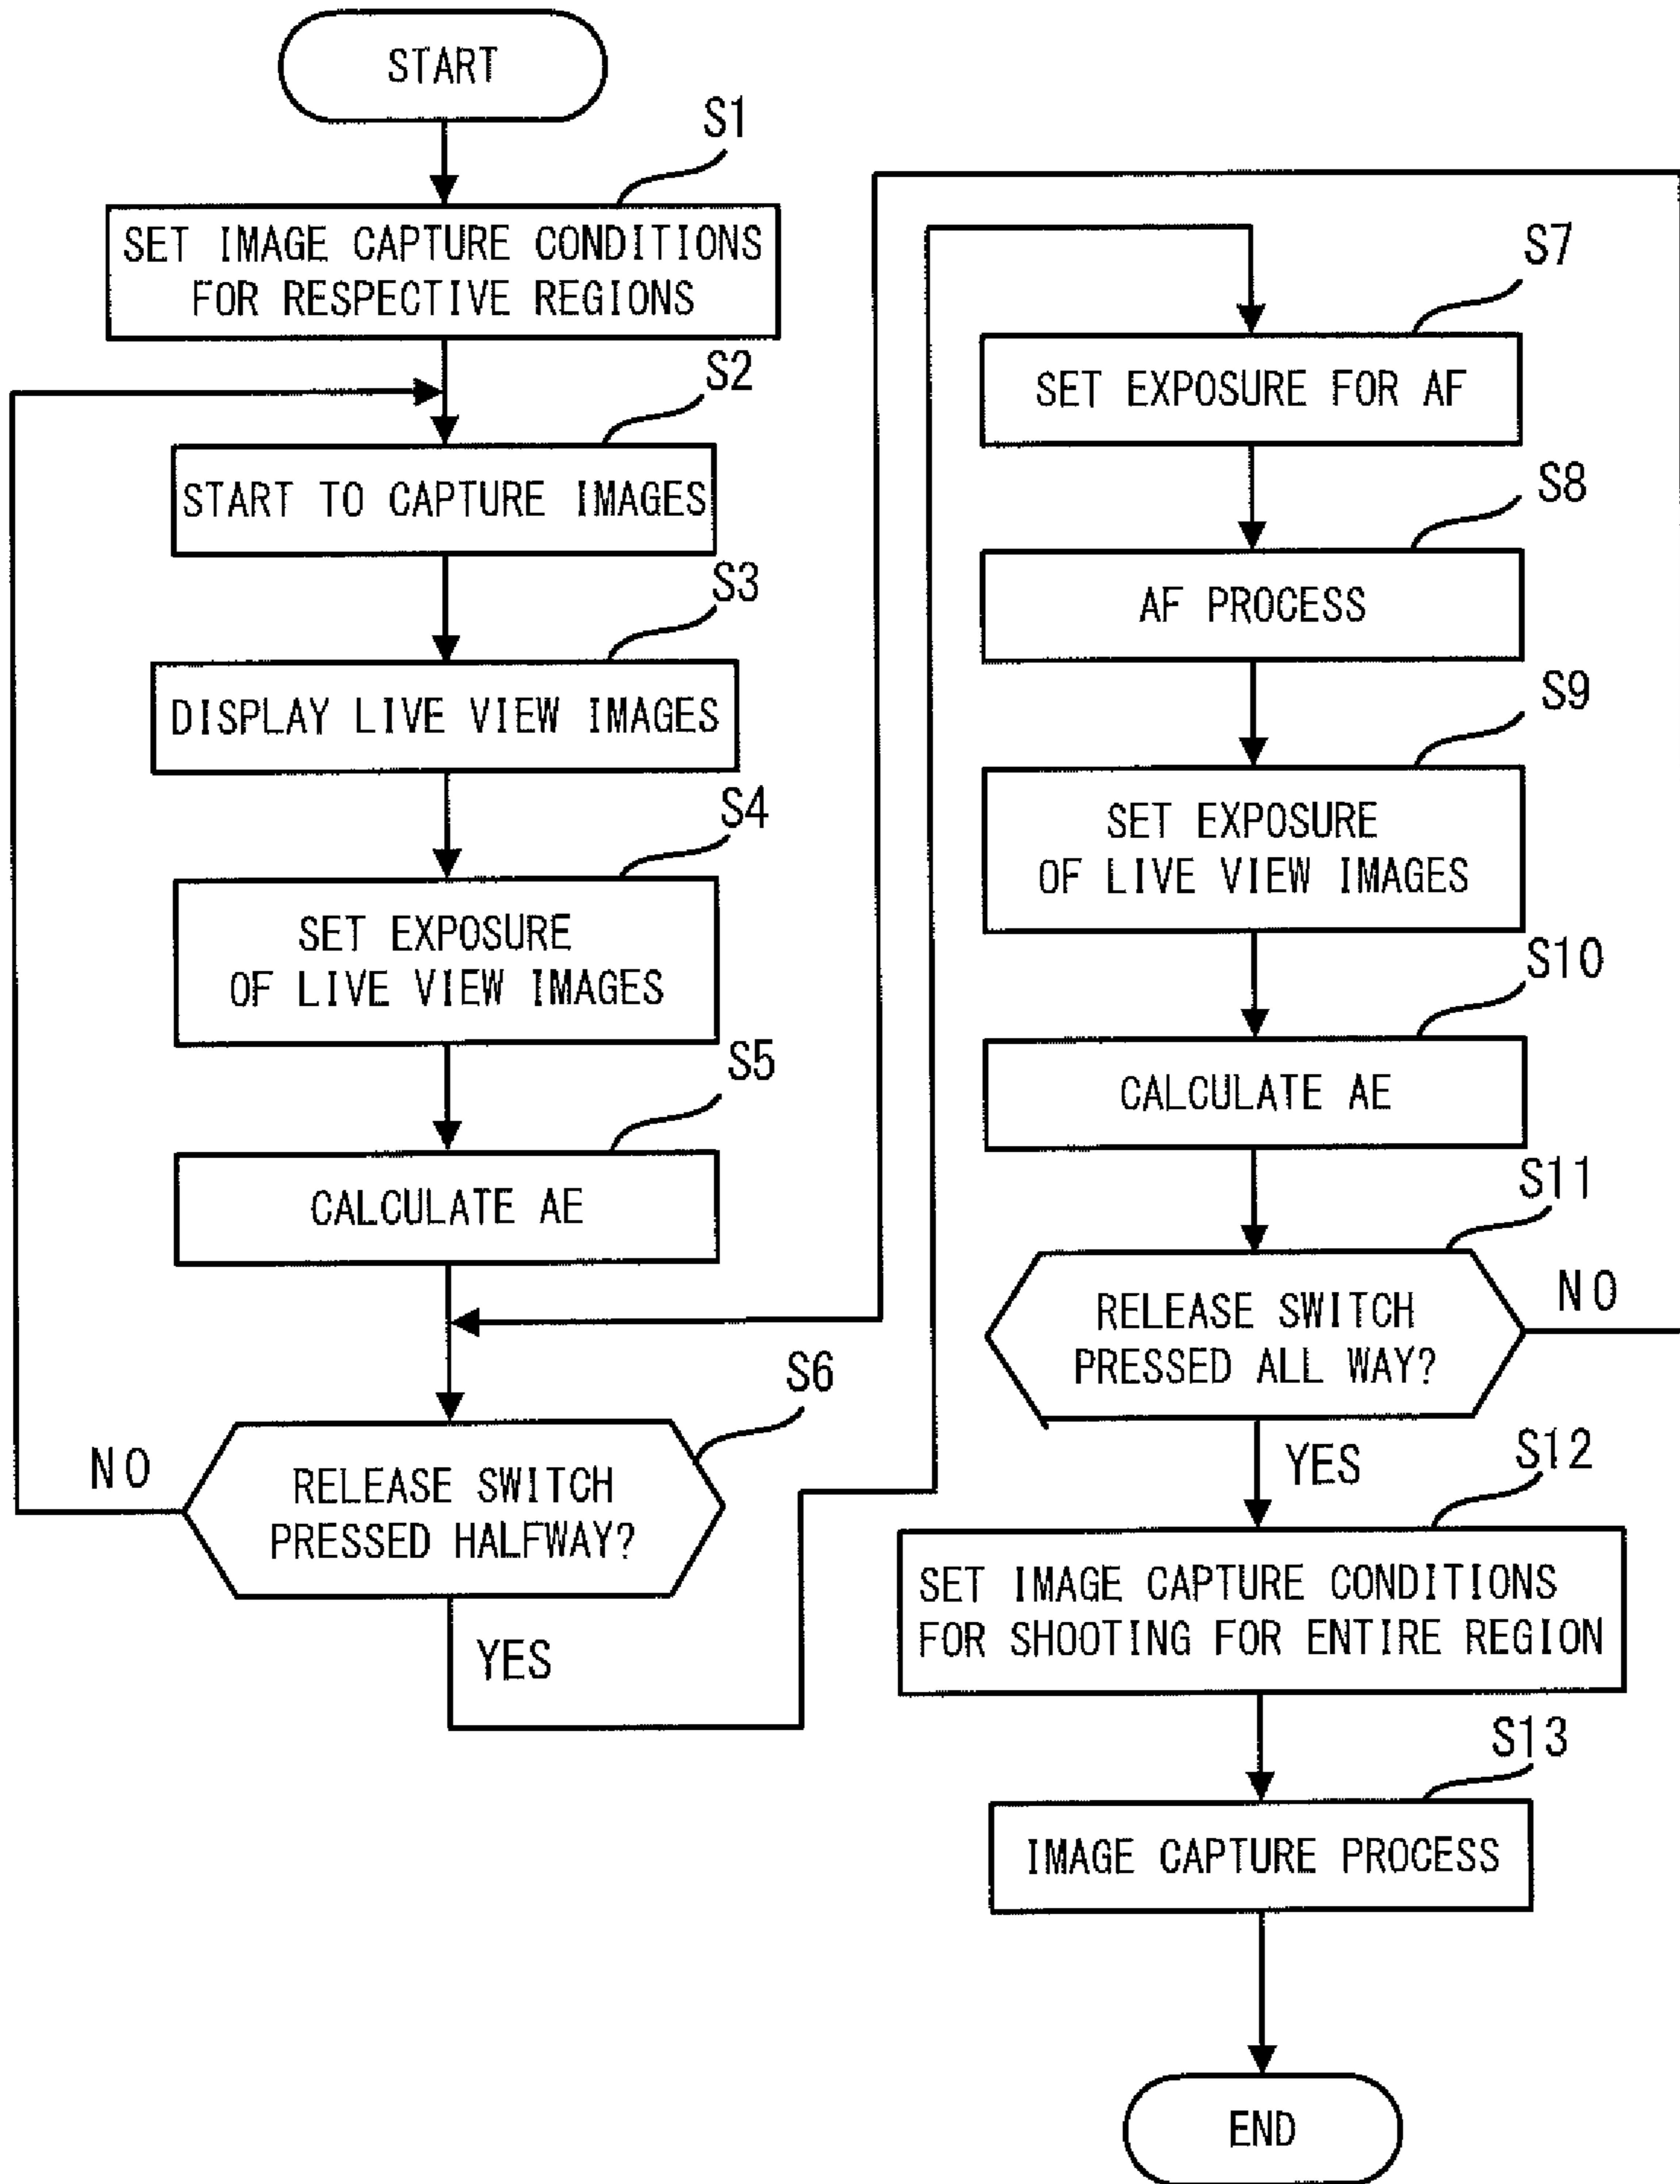 START
S1
SET IMAGE CAPTURE CONDITIONS
FOR RESPECTIVE REGIONS
S2
START TO CAPTURE IMAGES
S3
DISPLAY LIVE VIEW IMAGES
S4
SET EXPOSURE
OF LIVE VIEW IMAGES
S5
CALCULATE AE
S6
RELEASE SWITCH
PRESSED HALFWAY?
NO
YES
S7
SET EXPOSURE FOR AF
S8
AF PROCESS
S9
SET EXPOSURE
OF LIVE VIEW IMAGES
S10
CALCULATE AE
S11
RELEASE SWITCH
PRESSED ALL WAY?
NO
YES
S12
SET IMAGE CAPTURE CONDITIONS
FOR SHOOTING FOR ENTIRE REGION
S13
IMAGE CAPTURE PROCESS
END